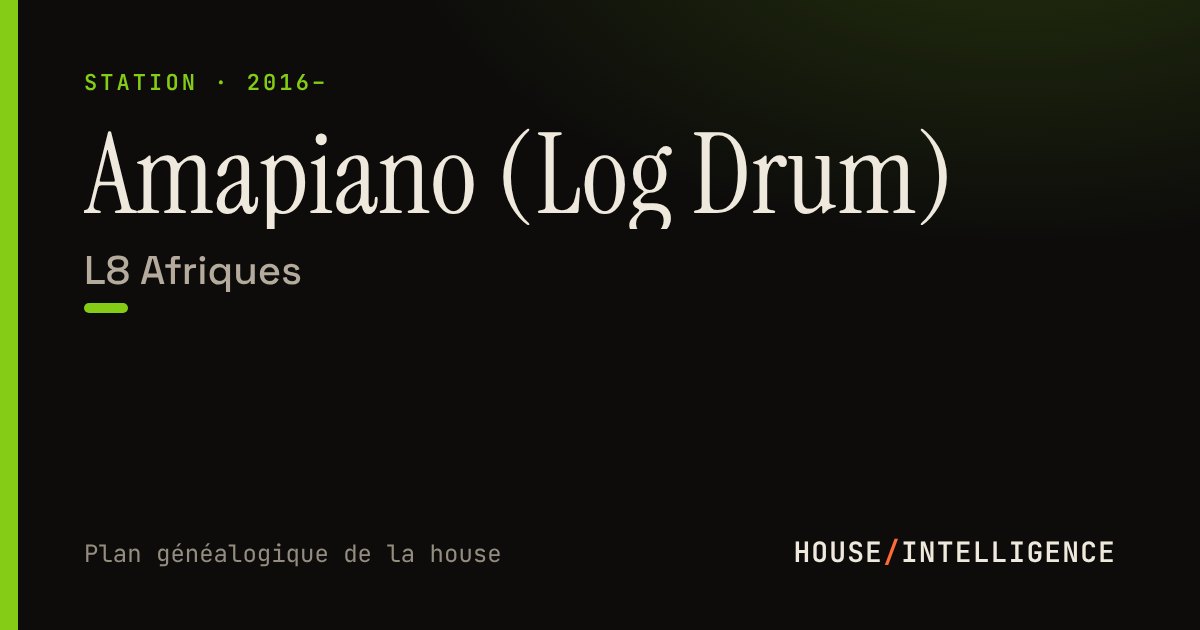 STATION · 2016–
Amapiano (Log Drum)
L8 Afriques
Plan généalogique de la house
HOUSE/INTELLIGENCE